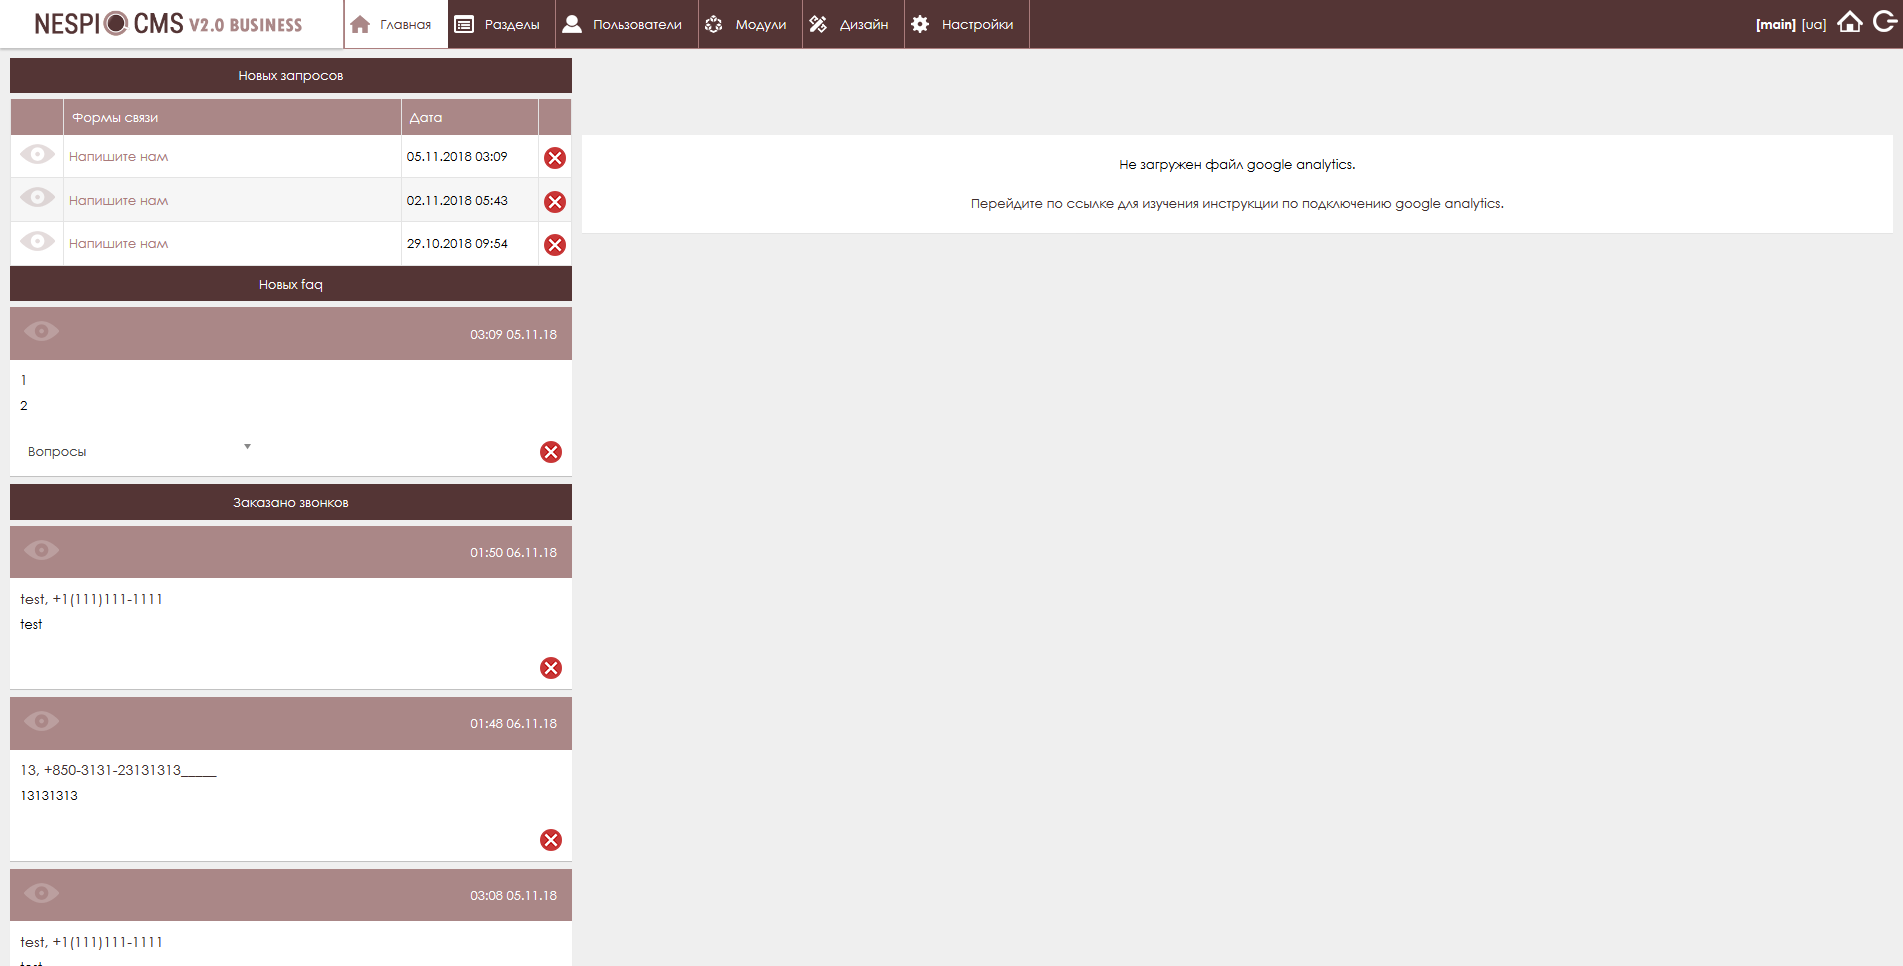 NESPI CMS V2.0 BUSINESS
Главная
Разделы
Пользователи
Модули
Дизайн
Настройки
[main] [ua]
Новых запросов
Формы связи Дата
Напишите нам 05.11.2018 03:09
Напишите нам 02.11.2018 05:43
Напишите нам 29.10.2018 09:54
Новых faq
03:09 05.11.18
1
2
Вопросы
Заказано звонков
01:50 06.11.18
test, +1(111)111-1111
test
01:48 06.11.18
13, +850-3131-23131313_____
13131313
03:08 05.11.18
test, +1(111)111-1111
test
Не загружен файл google analytics.
Перейдите по ссылке для изучения инструкции по подключению google analytics.